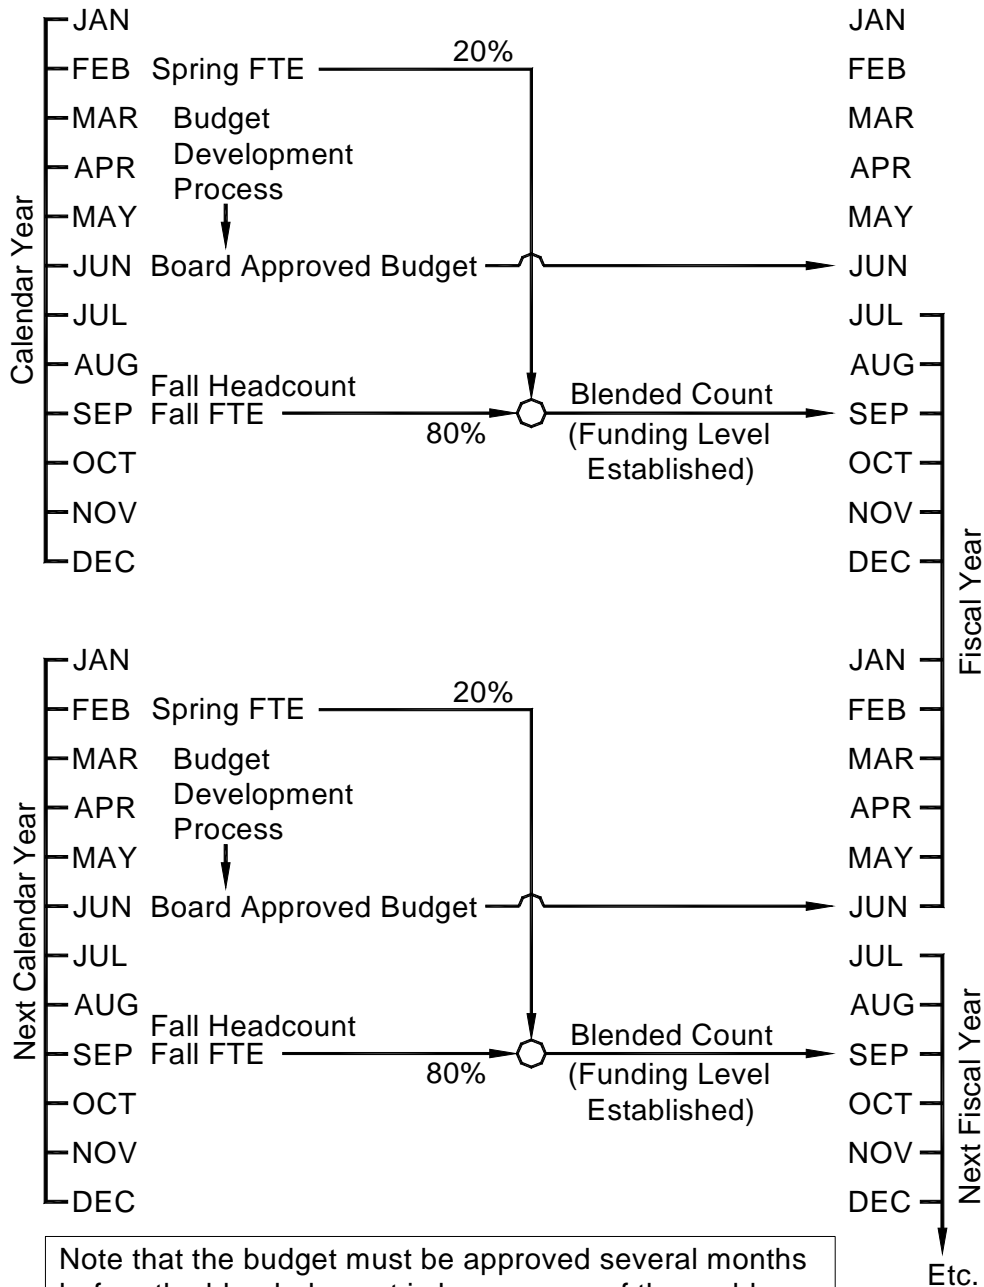 Calendar Year
JAN
JAN
20%
FEB Spring FTE
FEB
MAR Budget
MAR
Development
APR
APR
Process
MAY
MAY
JUN Board Approved Budget
JUN
JUL
JUL
AUG
AUG
Fall Headcount
Blended Count
SEP Fall FTE
SEP
80%
(Funding Level
Established)
OCT
OCT
NOV
NOV
DEC
DEC
Fiscal Year
Next Calendar Year
JAN
JAN
20%
FEB Spring FTE
FEB
MAR Budget
MAR
Development
APR
APR
Process
MAY
MAY
JUN Board Approved Budget
JUN
JUL
JUL
AUG
AUG
Fall Headcount
Blended Count
SEP Fall FTE
SEP
80%
(Funding Level
Established)
OCT
OCT
NOV
NOV
DEC
DEC
Next Fiscal Year
Etc.
Note that the budget must be approved several months